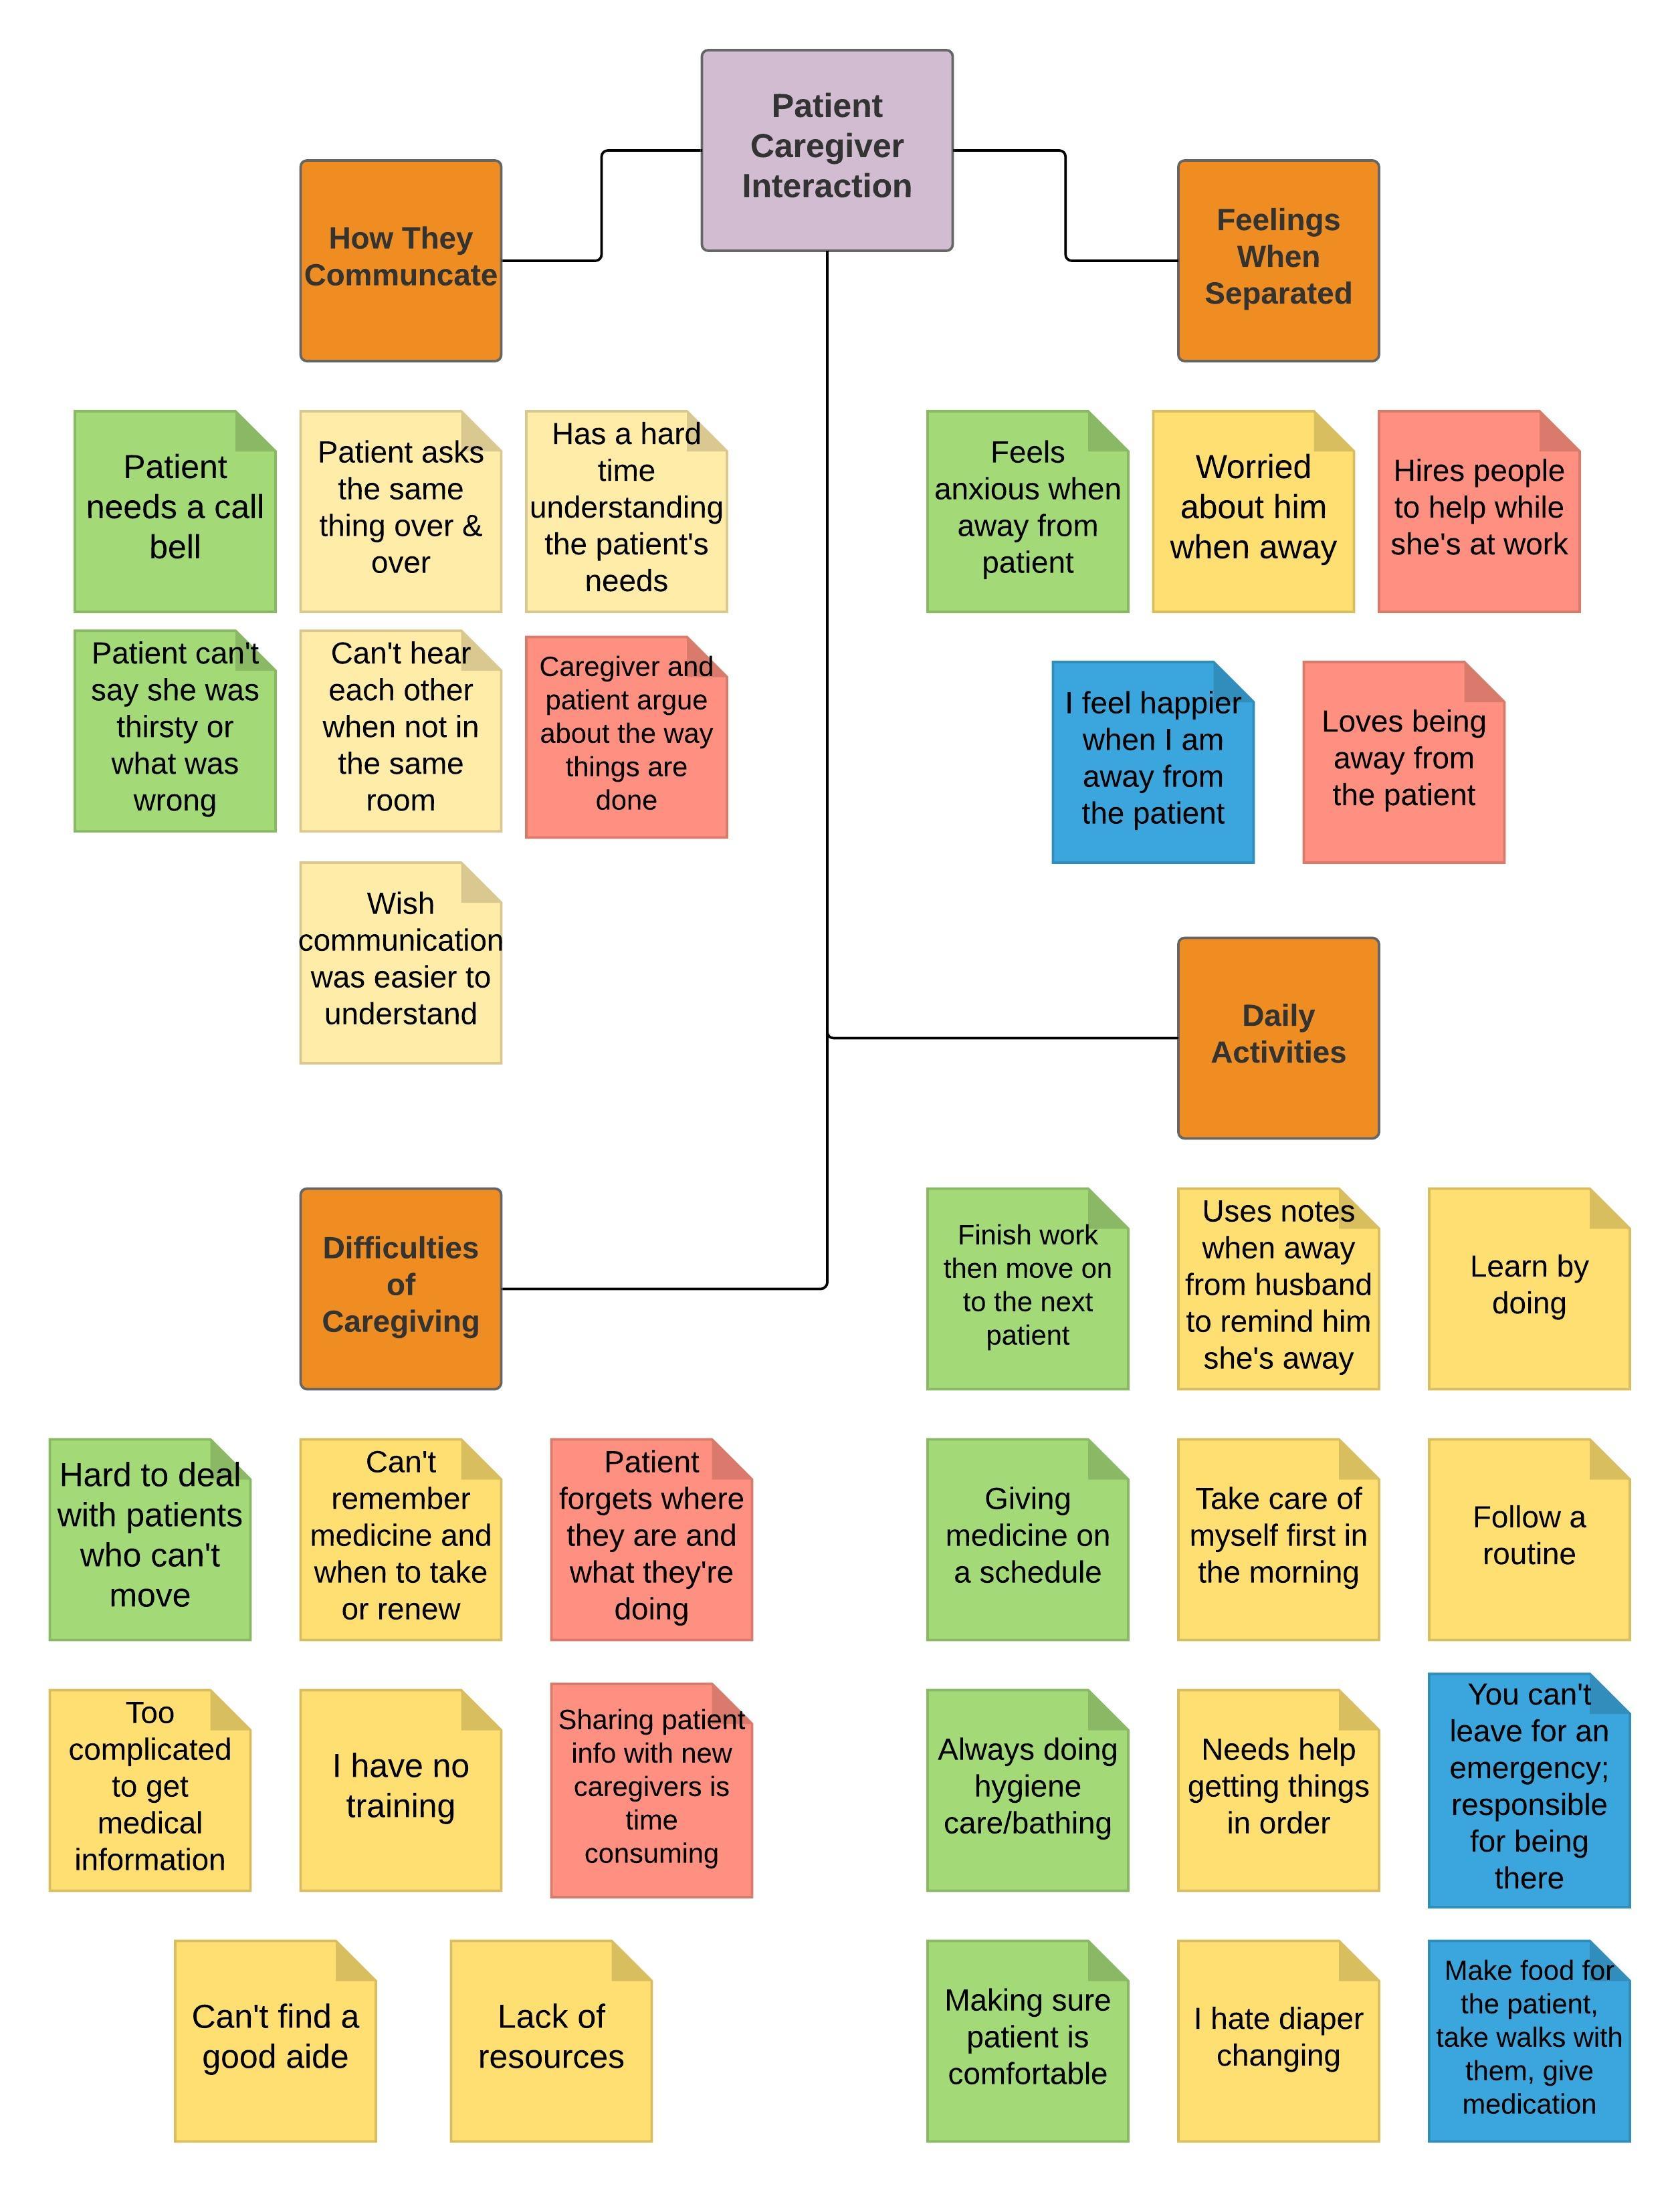 Patient
Caregiver
Interaction
How They
Communcate
Feelings
When
Separated
Patient
needs a call
bell
Patient asks
the same
thing over &
over
Has a hard
time
understanding
the patient's
needs
Patient can't
say she was
thirsty or
what was
wrong
Can't hear
each other
when not in
the same
room
Caregiver and
patient argue
about the way
things are
done
Wish
communication
was easier to
understand
Feels
anxious when
away from
patient
Worried
about him
when away
Hires people
to help while
she's at work
I feel happier
when I am
away from
the patient
Loves being
away from
the patient
Daily
Activities
Finish work
then move on
to the next
patient
Uses notes
when away
from husband
to remind him
she's away
Learn by
doing
Giving
medicine on
a schedule
Take care of
myself first in
the morning
Follow a
routine
Always doing
hygiene
care/bathing
Needs help
getting things
in order
You can't
leave for an
emergency;
responsible
for being
there
Making sure
patient is
comfortable
I hate diaper
changing
Make food for
the patient,
take walks with
them, give
medication
Difficulties
of
Caregiving
Hard to deal
with patients
who can't
move
Can't
remember
medicine and
when to take
or renew
Patient
forgets where
they are and
what they're
doing
Too
complicated
to get
medical
information
I have no
training
Sharing patient
info with new
caregivers is
time
consuming
Can't find a
good aide
Lack of
resources